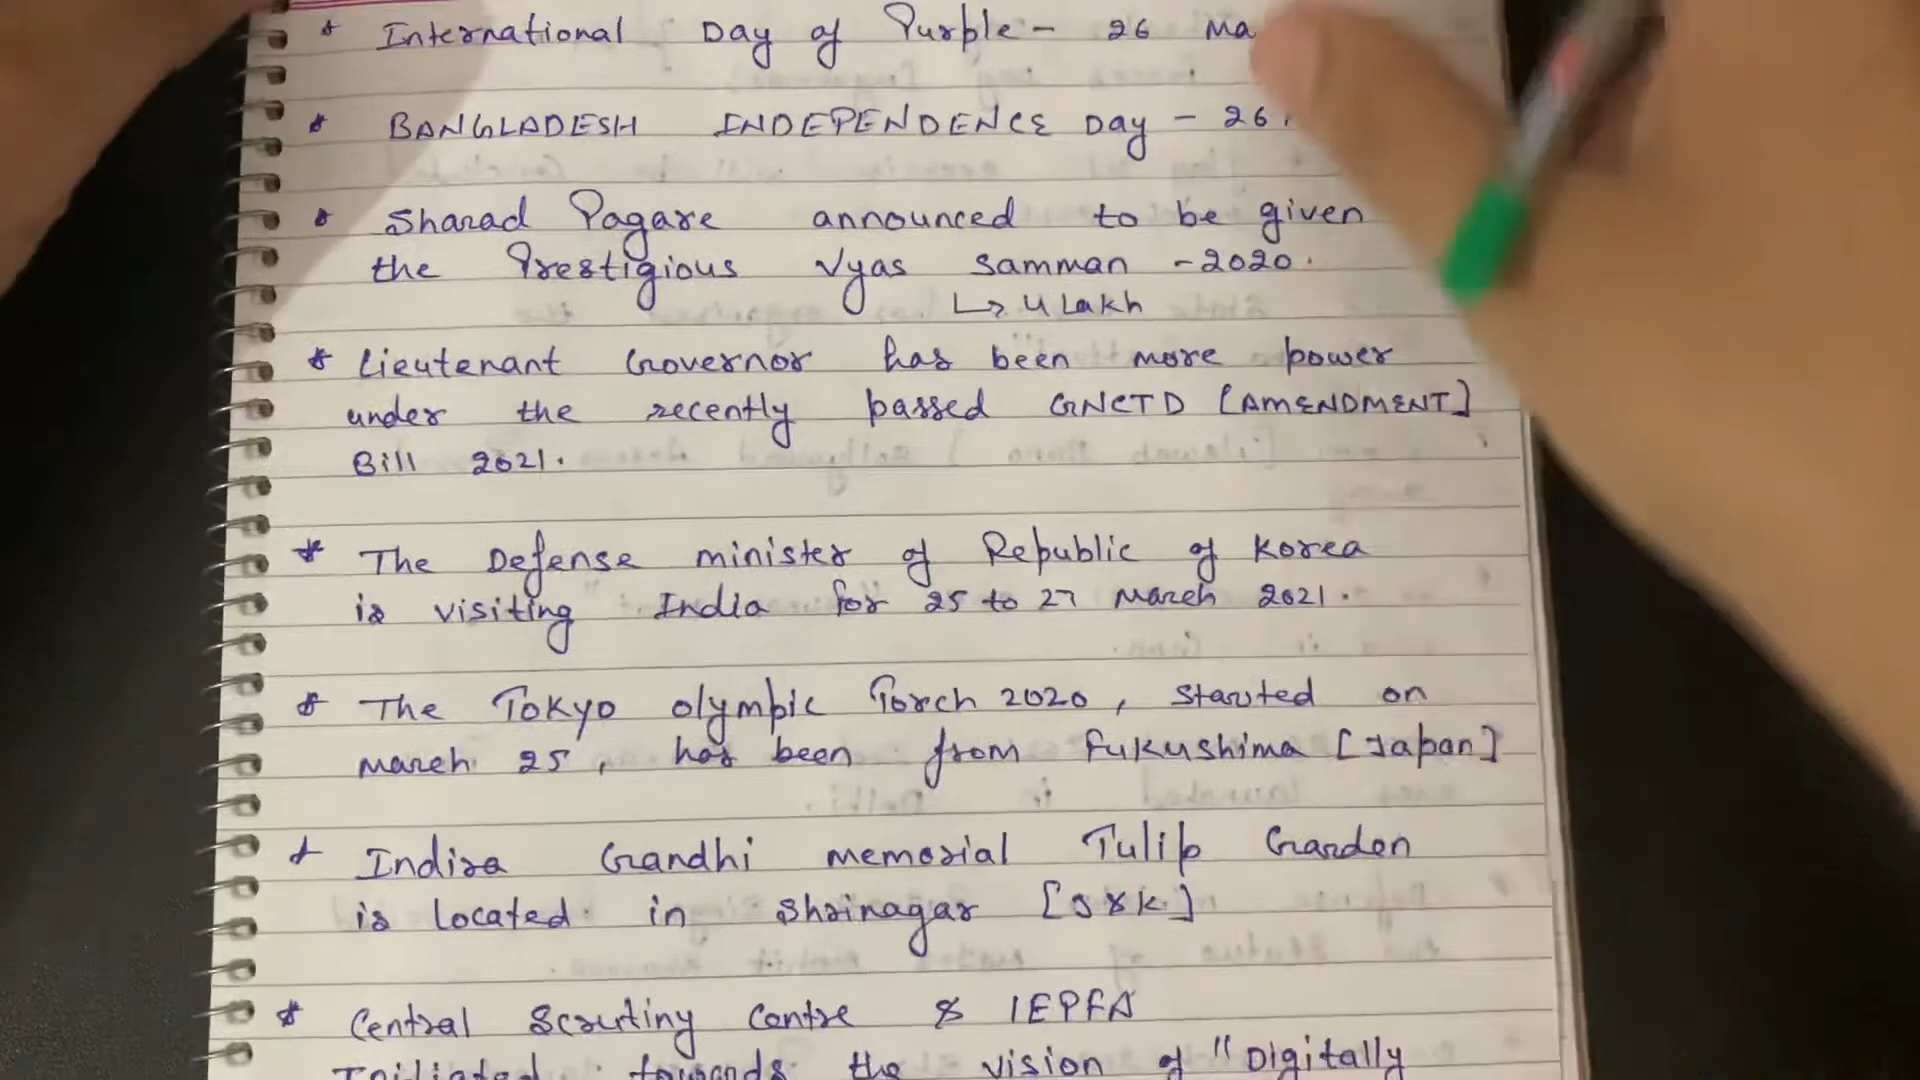 * International Day of Purple - 26 Ma
* BANGLADESH INDEPENDENCE Day - 26
* Sharad Pagare announced to be given
the Prestigious Vyas Samman - 2020.
↳ 4 Lakh
* Lieutenant Governor has been more power
under the recently passed GNCTD [AMENDMENT]
Bill 2021.
* The Defense minister of Republic of Korea
is visiting India for 25 to 27 March 2021.
* The Tokyo Olympic Torch 2020, started on
March 25, has been from Fukushima [Japan]
* Indira Gandhi memorial Tulip Garden
is located in Shrinagar [J&K]
* Central Scrutiny Centre & IEPFA
Initiated towards the vision of "Digitally